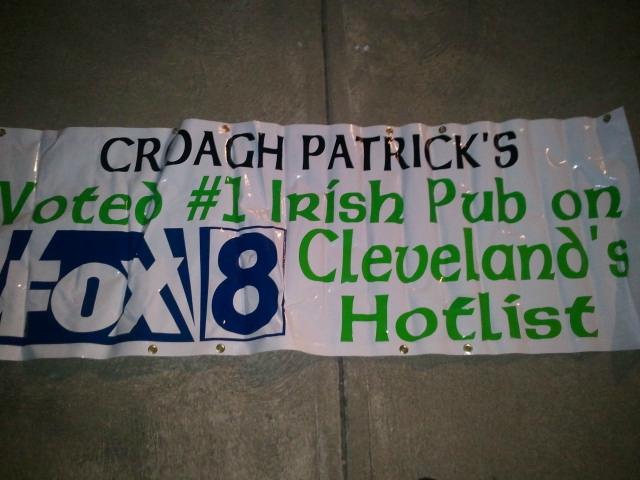 CROAGH PATRICK'S
Voted #1 Irish Pub on
FOX 8 Cleveland's
Hotlist